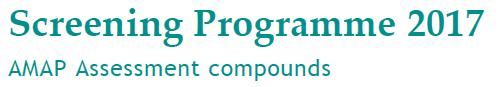 Screening Programme 2017
AMAP Assessment compounds